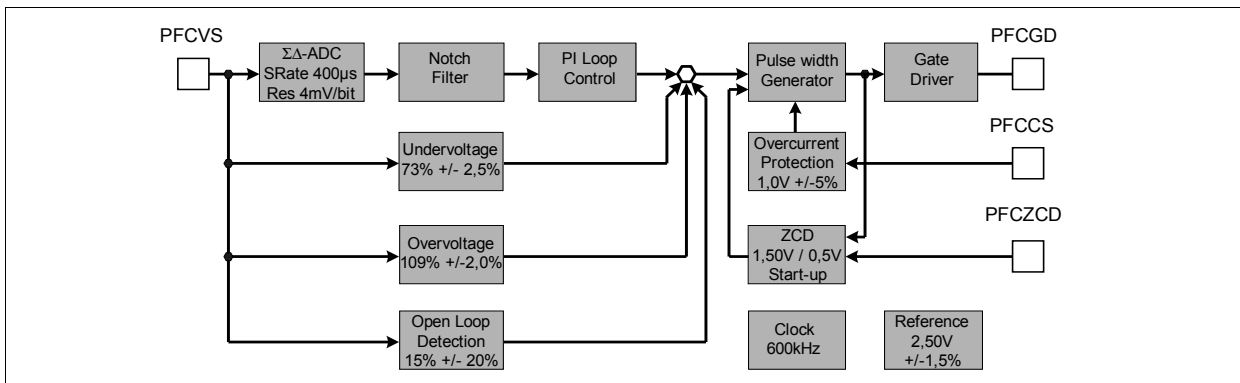 PFCVS
ΣΔ-ADC
SRate 400µs
Res 4mV/bit
Notch
Filter
PI Loop
Control
Pulse width
Generator
Gate
Driver
PFCGD
Undervoltage
73% +/- 2,5%
Overcurrent
Protection
1,0V +/-5%
PFCCS
Overvoltage
109% +/-2,0%
ZCD
1,50V / 0,5V
Start-up
PFCZCD
Open Loop
Detection
15% +/- 20%
Clock
600kHz
Reference
2,50V
+/-1,5%